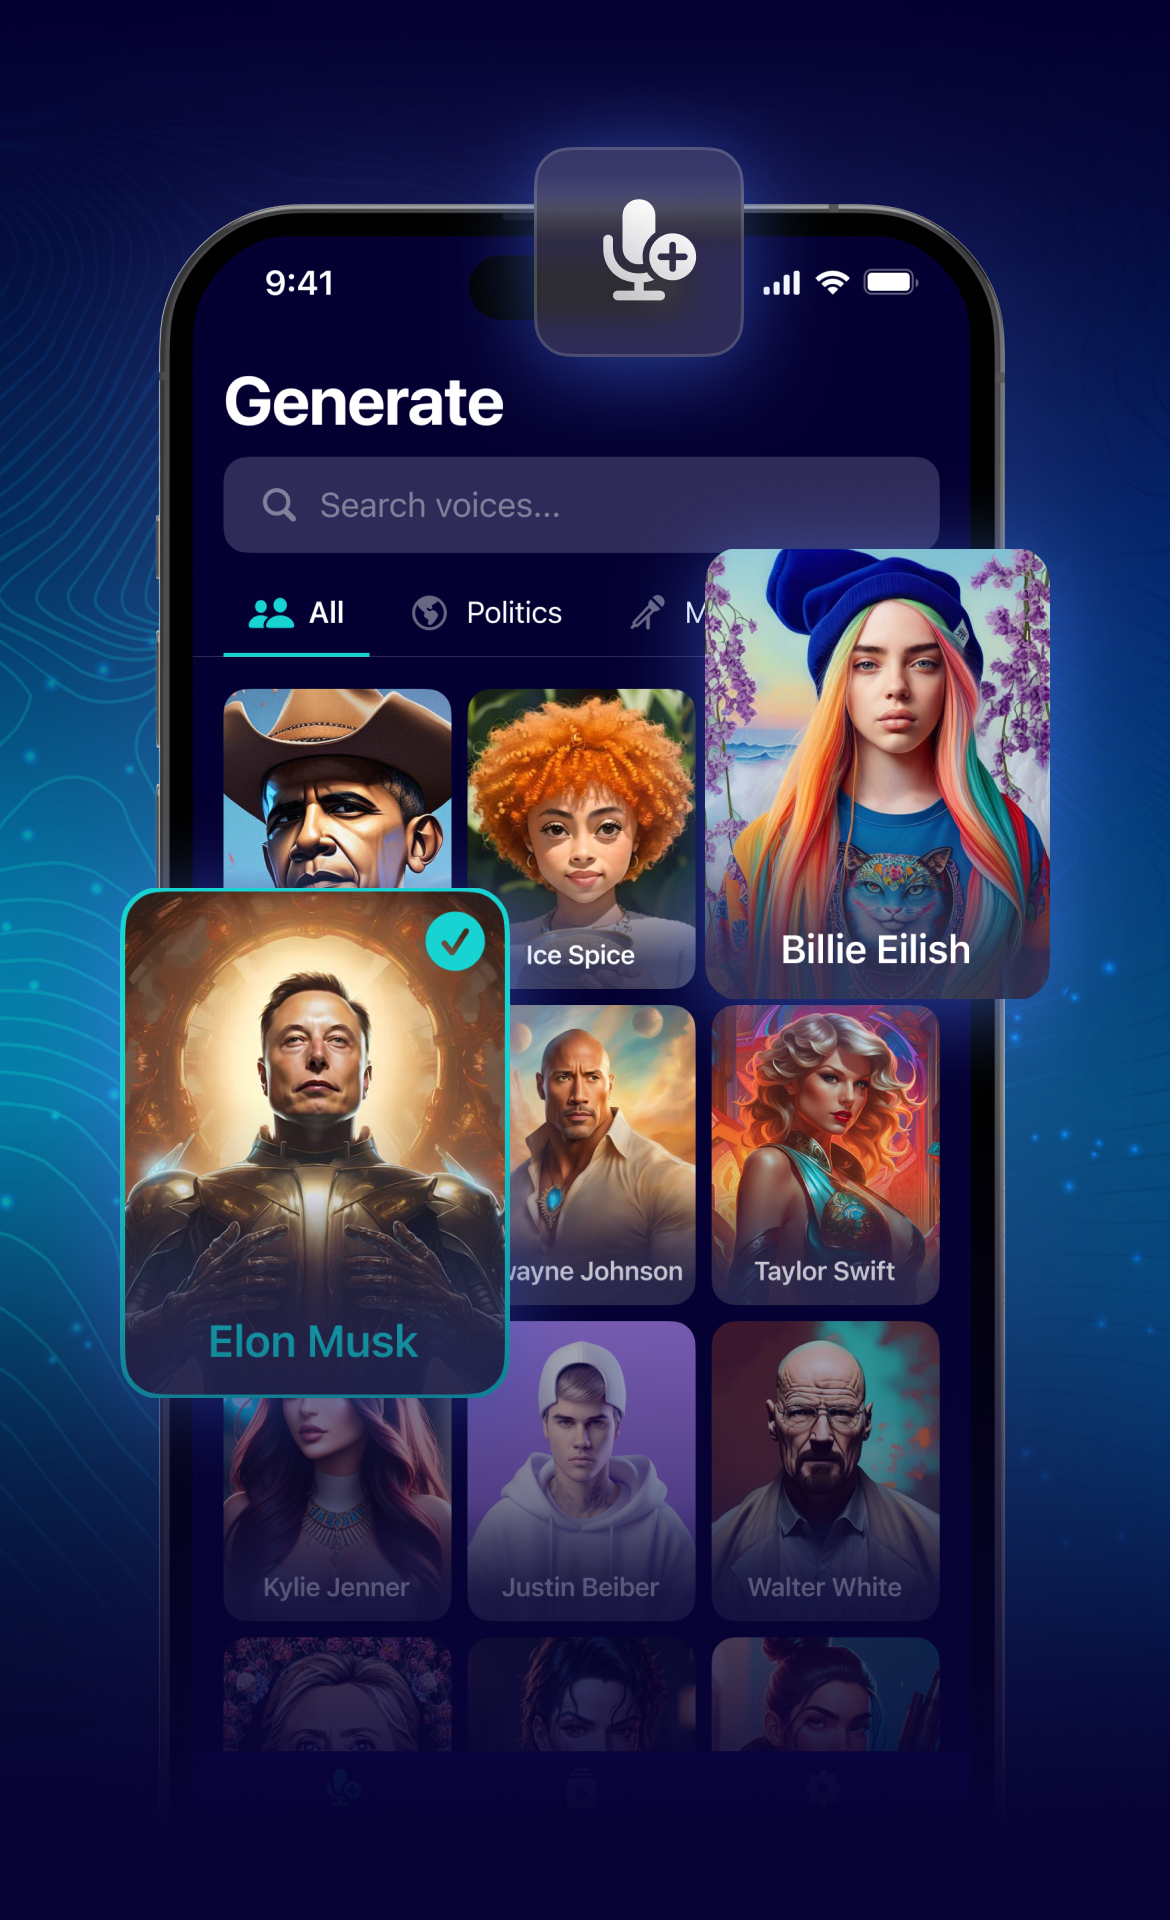 9:41
Generate
Search voices...
All
Politics
M
Ice Spice
Billie Eilish
Elon Musk
wayne Johnson
Taylor Swift
Kylie Jenner
Justin Beiber
Walter White